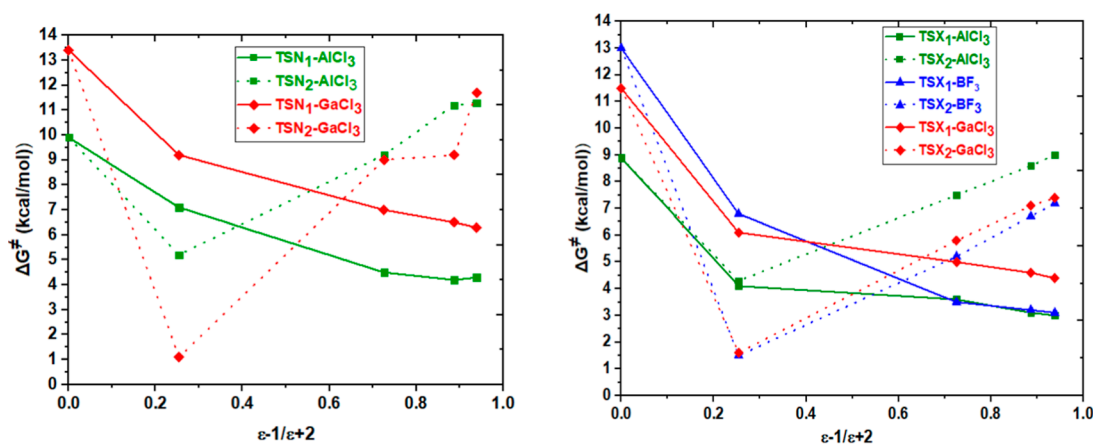 14
13
12
11
10
9
8
7
6
5
4
3
2
1
0
ΔG≠ (kcal/mol))
TSN1-AlCl3
TSN2-AlCl3
TSN1-GaCl3
TSN2-GaCl3
0.0 0.2 0.4 0.6 0.8 1.0
ε-1/ε+2
14
13
12
11
10
9
8
7
6
5
4
3
2
1
0
ΔG≠ (kcal/mol))
TSX1-AlCl3
TSX2-AlCl3
TSX1-BF3
TSX2-BF3
TSX1-GaCl3
TSX2-GaCl3
0.0 0.2 0.4 0.6 0.8 1.0
ε-1/ε+2